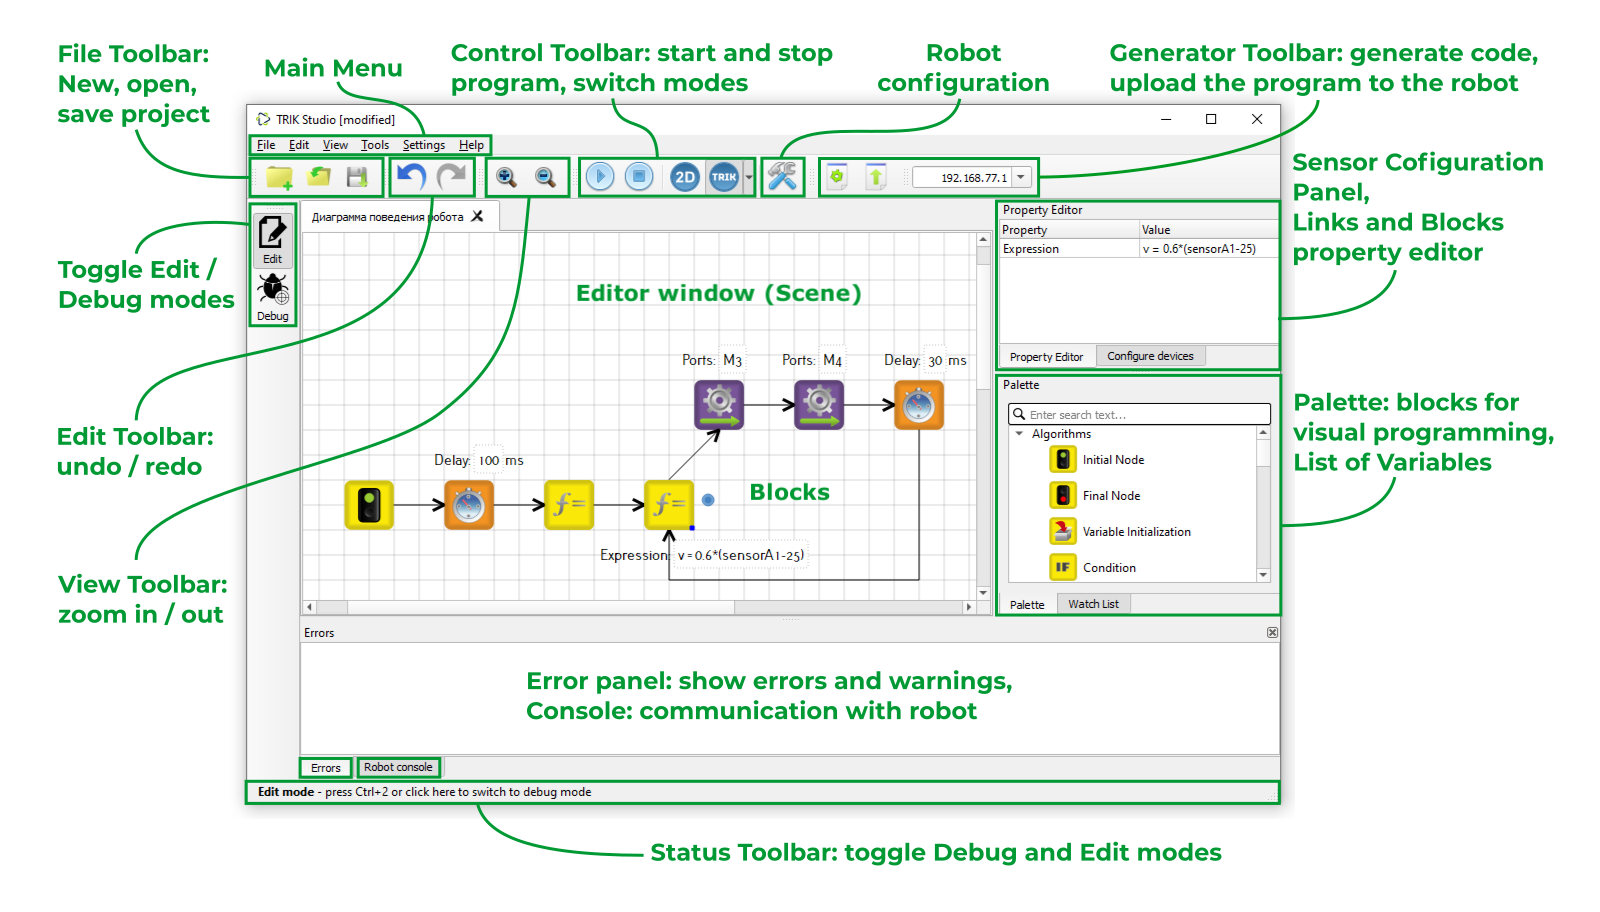 File Toolbar:
New, open,
save project
Main Menu
Control Toolbar: start and stop
program, switch modes
Robot
configuration
Generator Toolbar: generate code,
upload the program to the robot
TRIK Studio [modified]
File Edit View Tools Settings Help
2D
TRIK
192.168.77.1
Sensor Cofiguration
Panel,
Links and Blocks
property editor
Edit
Debug
Toggle Edit /
Debug modes
Диаграмма поведения робота
Editor window (Scene)
Property Editor
Property Value
Expression v = 0.6*(sensorA1-25)
Property Editor Configure devices
Ports: M3
Ports: M4
Delay: 30 ms
Edit Toolbar:
undo / redo
Delay: 100 ms
f=
f=
Blocks
Expression: v = 0.6*(sensorA1-25)
Palette
Enter search text...
Algorithms
Initial Node
Final Node
Variable Initialization
IF Condition
Palette Watch List
Palette: blocks for
visual programming,
List of Variables
View Toolbar:
zoom in / out
Errors
Error panel: show errors and warnings,
Console: communication with robot
Errors Robot console
Edit mode - press Ctrl+2 or click here to switch to debug mode
Status Toolbar: toggle Debug and Edit modes